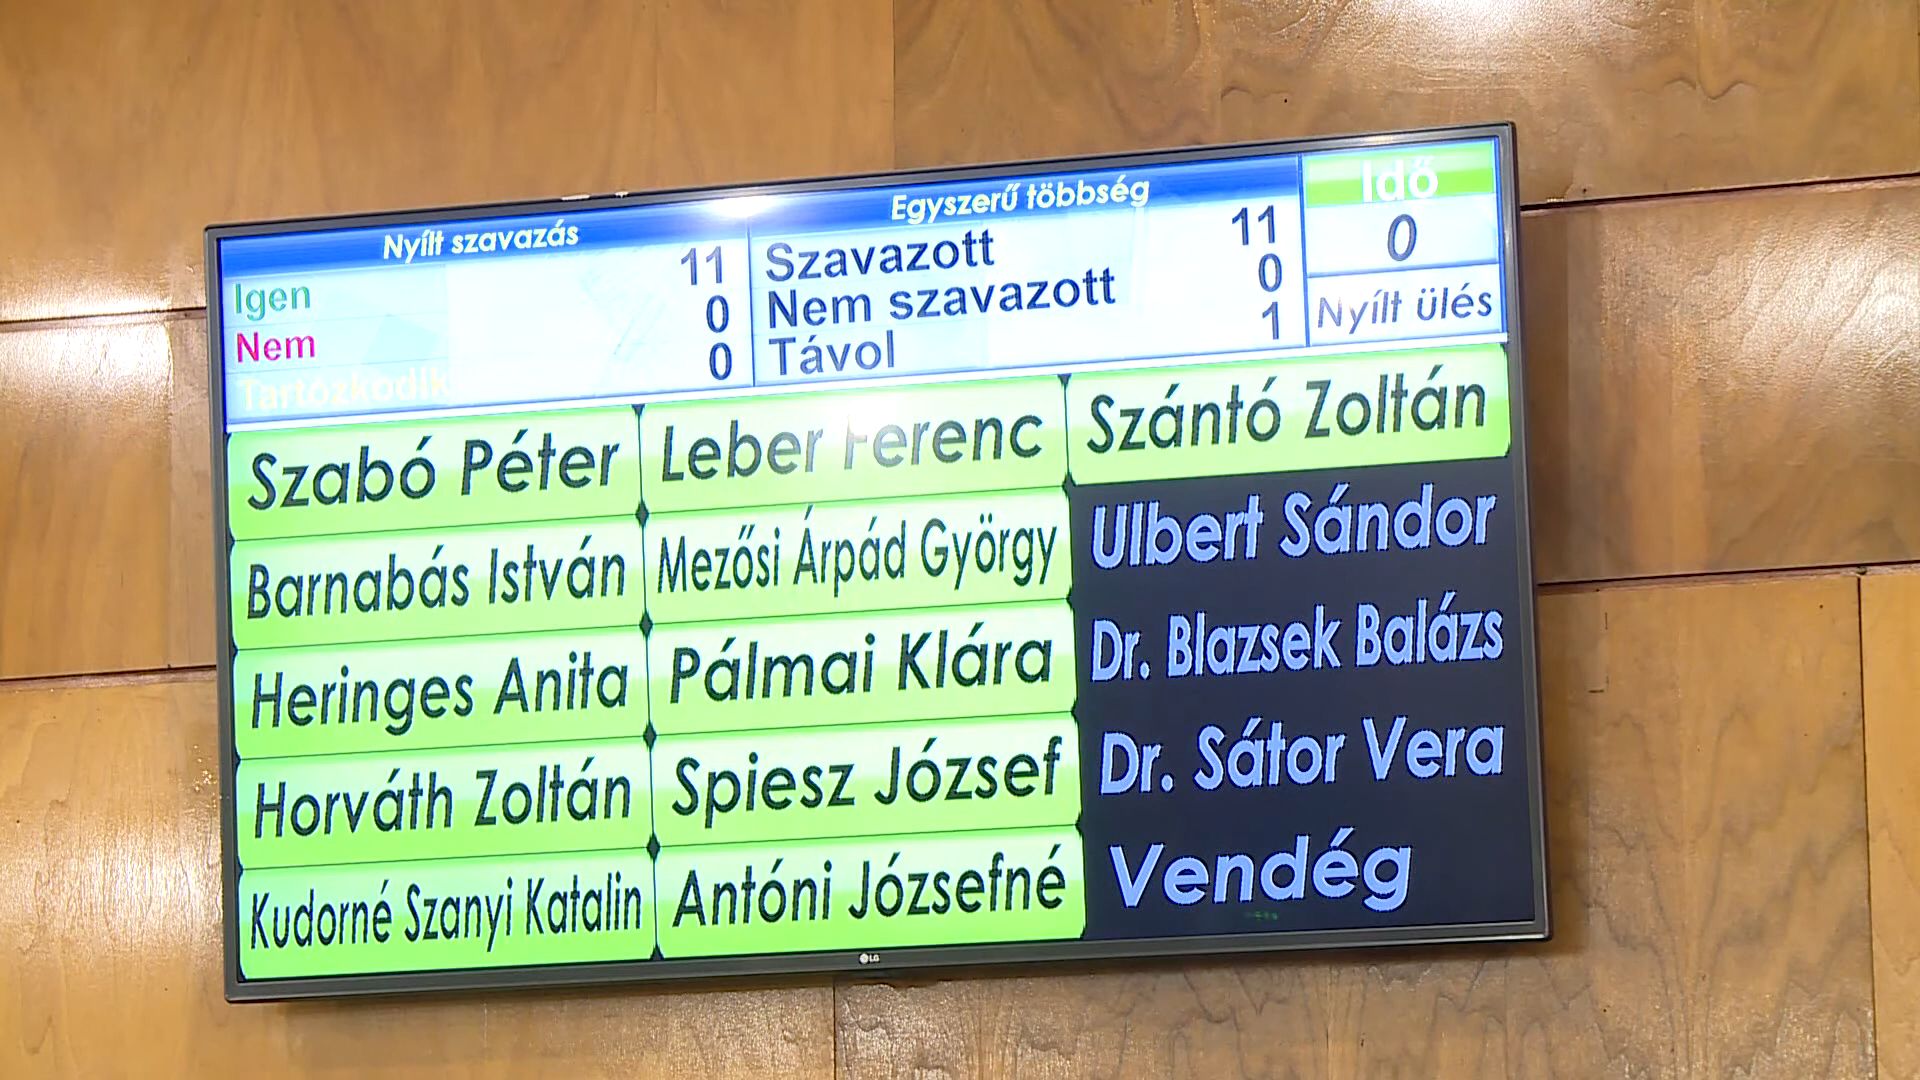 Nyílt szavazás
Igen 11
Nem 0
Tartózkodik 0
Egyszerű többség
Szavazott 11
Nem szavazott 0
Távol 1
Idő
0
Nyílt ülés
Szabó Péter
Barnabás István
Heringes Anita
Horváth Zoltán
Kudorné Szanyi Katalin
Leber Ferenc
Mezősi Árpád György
Pálmai Klára
Spiesz József
Antóni Józsefné
Szántó Zoltán
Ulbert Sándor
Dr. Blazsek Balázs
Dr. Sátor Vera
Vendég
LG